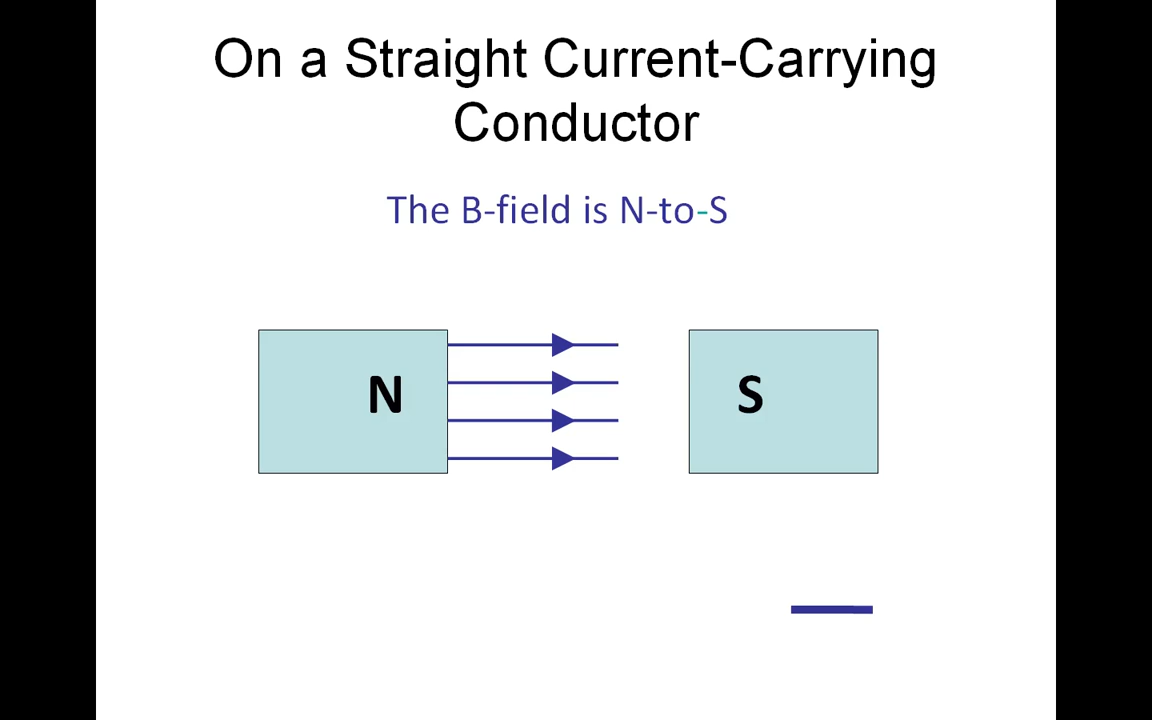 On a Straight Current-Carrying
Conductor
The B-field is N-to-S
N
S